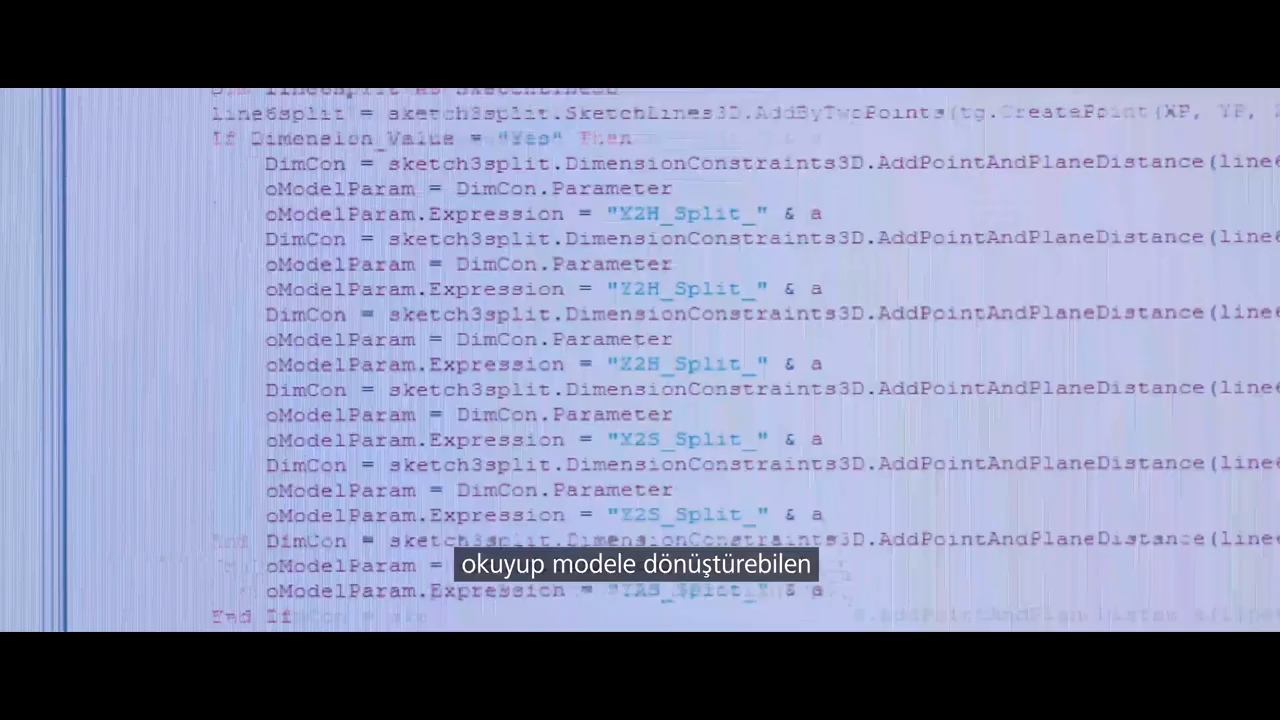 line6split = sketch3split.SketchLines3D.AddByTwoPoints(tg.CreatePoint(XP, YP,
If Dimension_Value = "Yes" Then
DimCon = sketch3split.DimensionConstraints3D.AddPointAndPlaneDistance(line6
oModelParam = DimCon.Parameter
oModelParam.Expression = "X2H_Split_" & a
DimCon = sketch3split.DimensionConstraints3D.AddPointAndPlaneDistance(line6
oModelParam = DimCon.Parameter
oModelParam.Expression = "Y2H_Split_" & a
DimCon = sketch3split.DimensionConstraints3D.AddPointAndPlaneDistance(line6
oModelParam = DimCon.Parameter
oModelParam.Expression = "Z2H_Split_" & a
DimCon = sketch3split.DimensionConstraints3D.AddPointAndPlaneDistance(line6
oModelParam = DimCon.Parameter
oModelParam.Expression = "X2S_Split_" & a
DimCon = sketch3split.DimensionConstraints3D.AddPointAndPlaneDistance(line6
oModelParam = DimCon.Parameter
oModelParam.Expression = "Y2S_Split_" & a
DimCon = sketch3split.DimensionConstraints3D.AddPointAndPlaneDistance(line6
oModelParam =
oModelParam.Expression = & a
End If
okuyup modele dönüştürebilen